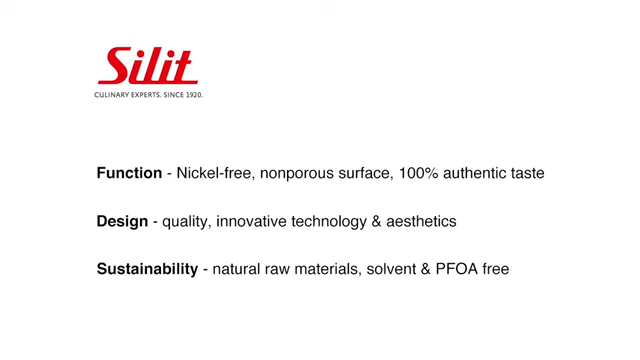 Silit
CULINARY EXPERTS. SINCE 1920.
Function - Nickel-free, nonporous surface, 100% authentic taste
Design - quality, innovative technology & aesthetics
Sustainability - natural raw materials, solvent & PFOA free